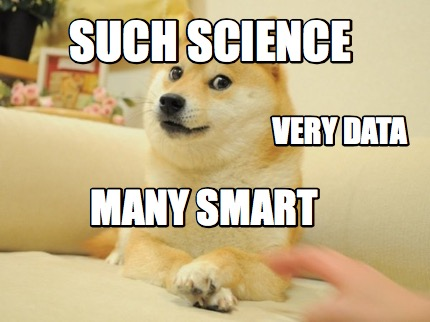 SUCH SCIENCE
VERY DATA
MANY SMART